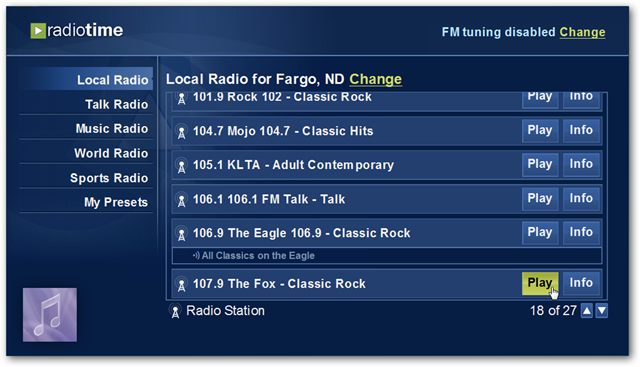 radiotime
FM tuning disabled Change
Local Radio
Talk Radio
Music Radio
World Radio
Sports Radio
My Presets
Local Radio for Fargo, ND Change
101.9 Rock 102 - Classic Rock Play Info
104.7 Mojo 104.7 - Classic Hits Play Info
105.1 KLTA - Adult Contemporary Play Info
106.1 106.1 FM Talk - Talk Play Info
106.9 The Eagle 106.9 - Classic Rock Play Info
All Classics on the Eagle
107.9 The Fox - Classic Rock Play Info
Radio Station 18 of 27